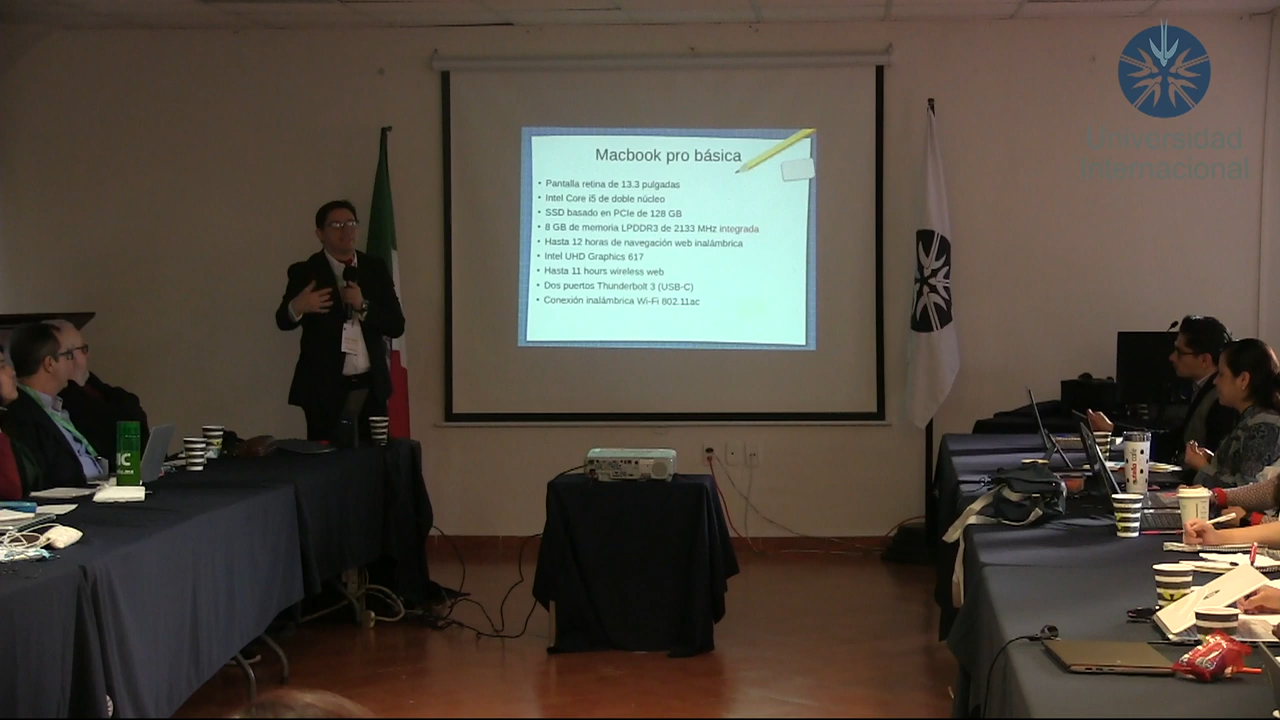 Universidad
Internacional
Macbook pro básica
• Pantalla retina de 13.3 pulgadas
• Intel Core i5 de doble núcleo
• SSD basado en PCIe de 128 GB
• 8 GB de memoria LPDDR3 de 2133 MHz integrada
• Hasta 12 horas de navegación web inalámbrica
• Intel UHD Graphics 617
• Hasta 11 hours wireless web
• Dos puertos Thunderbolt 3 (USB-C)
• Conexión inalámbrica Wi-Fi 802.11ac